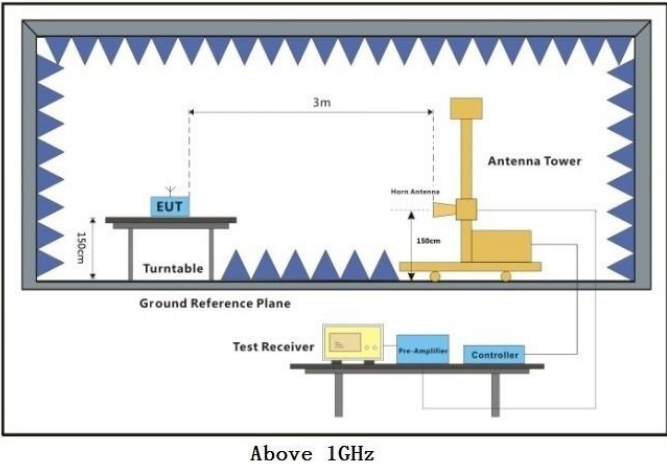 3m
Antenna Tower
Horn Antenna
EUT
150cm
150cm
Turntable
Ground Reference Plane
Test Receiver
Pre-Amplifier
Controller
Above 1GHz